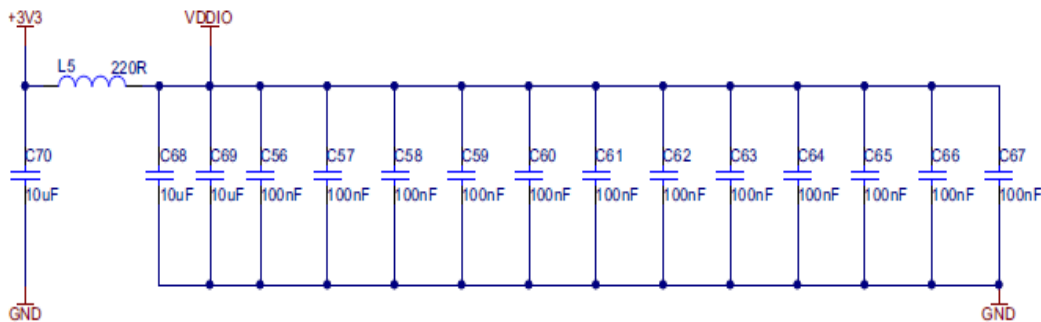 +3V3 VDDIO
L5 220R
C70 C68 C69 C56 C57 C58 C59 C60 C61 C62 C63 C64 C65 C66 C67
10uF 10uF 10uF 100nF 100nF 100nF 100nF 100nF 100nF 100nF 100nF 100nF 100nF 100nF 100nF
GND GND